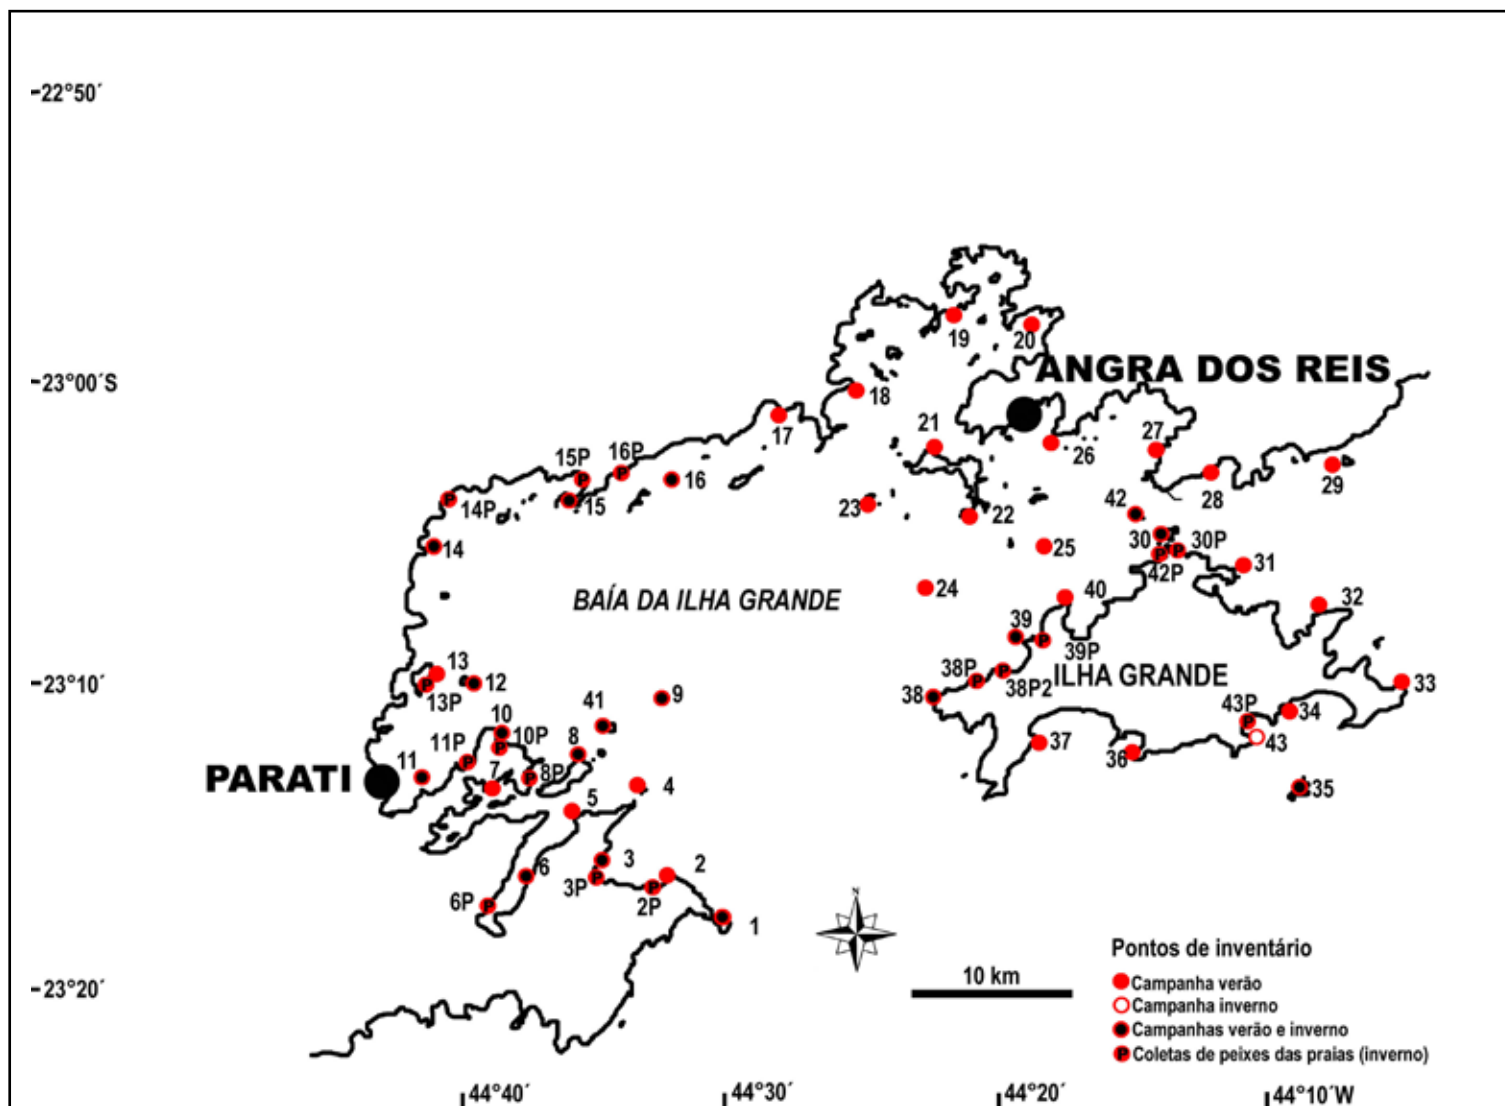 22°50´
19
20
ANGRA DOS REIS
23°00´S
18
17
21
26
27
28
29
15P
16P
16
15
14P
23
22
42
14
25
30
30P
42P
31
24
BAÍA DA ILHA GRANDE
40
32
39
39P
13
12
13P
38P
38P2
ILHA GRANDE
33
23°10´
9
38
41
10
10P
43P
34
43
11P
8
37
36
11
7
8P
PARATI
4
35
5
3
2
6
3P
2P
6P
1
N
Pontos de inventário
10 km
Campanha verão
23°20´
Campanha inverno
Campanhas verão e inverno
P Coletas de peixes das praias (inverno)
44°40´
44°30´
44°20´
44°10´W